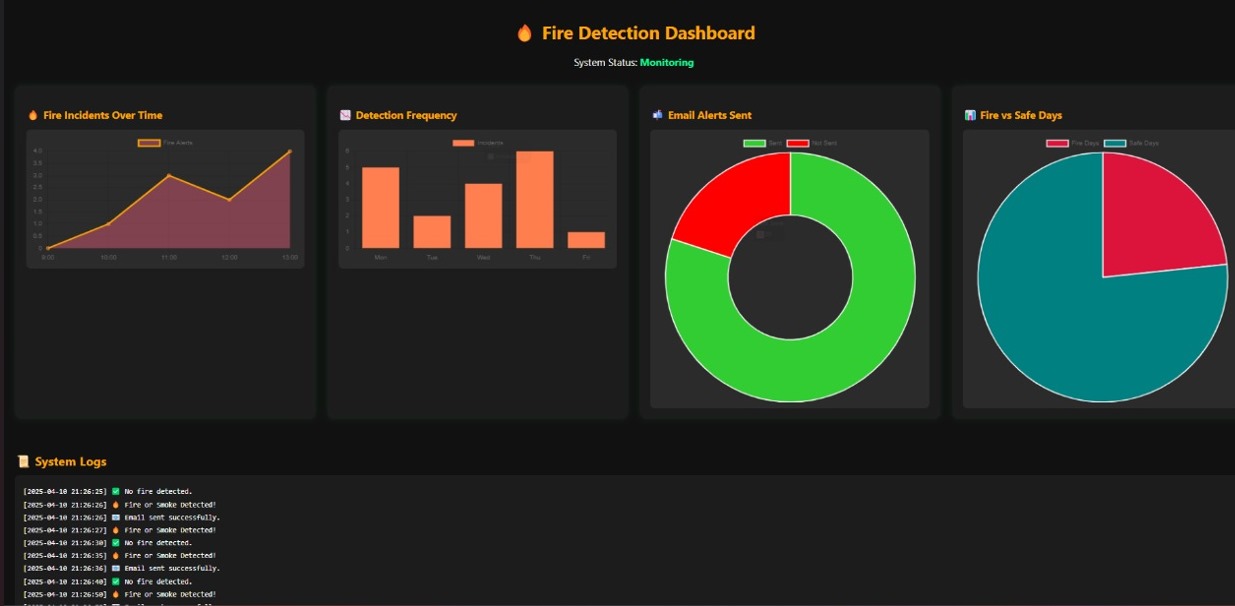 🔥 Fire Detection Dashboard
System Status: Monitoring
🔥 Fire Incidents Over Time
Fire Alerts
4.0
3.5
3.0
2.5
2.0
1.5
1.0
0.5
0
9:00 10:00 11:00 12:00 13:00
📉 Detection Frequency
Incidents
6
5
4
3
2
1
0
Mon Tue Wed Thu Fri
📬 Email Alerts Sent
Sent Not Sent
📊 Fire vs Safe Days
Fire Days Safe Days
📜 System Logs
[2025-04-10 21:26:25] ✅ No fire detected.
[2025-04-10 21:26:26] 🔥 Fire or Smoke Detected!
[2025-04-10 21:26:26] 📧 Email sent successfully.
[2025-04-10 21:26:27] 🔥 Fire or Smoke Detected!
[2025-04-10 21:26:30] ✅ No fire detected.
[2025-04-10 21:26:35] 🔥 Fire or Smoke Detected!
[2025-04-10 21:26:36] 📧 Email sent successfully.
[2025-04-10 21:26:40] ✅ No fire detected.
[2025-04-10 21:26:50] 🔥 Fire or Smoke Detected!